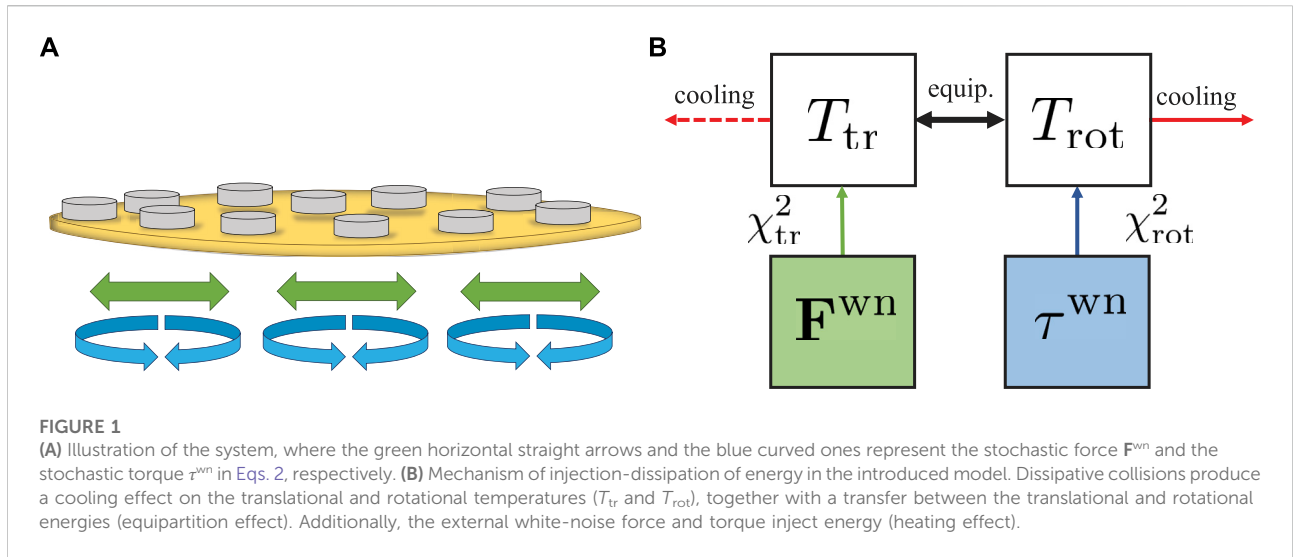 A
B
cooling
T_tr
equip.
T_rot
cooling
χ²_tr
χ²_rot
F^wn
τ^wn
FIGURE 1
(A) Illustration of the system, where the green horizontal straight arrows and the blue curved ones represent the stochastic force F^wn and the
stochastic torque τ^wn in Eqs. 2, respectively. (B) Mechanism of injection-dissipation of energy in the introduced model. Dissipative collisions produce
a cooling effect on the translational and rotational temperatures (T_tr and T_rot), together with a transfer between the translational and rotational
energies (equipartition effect). Additionally, the external white-noise force and torque inject energy (heating effect).